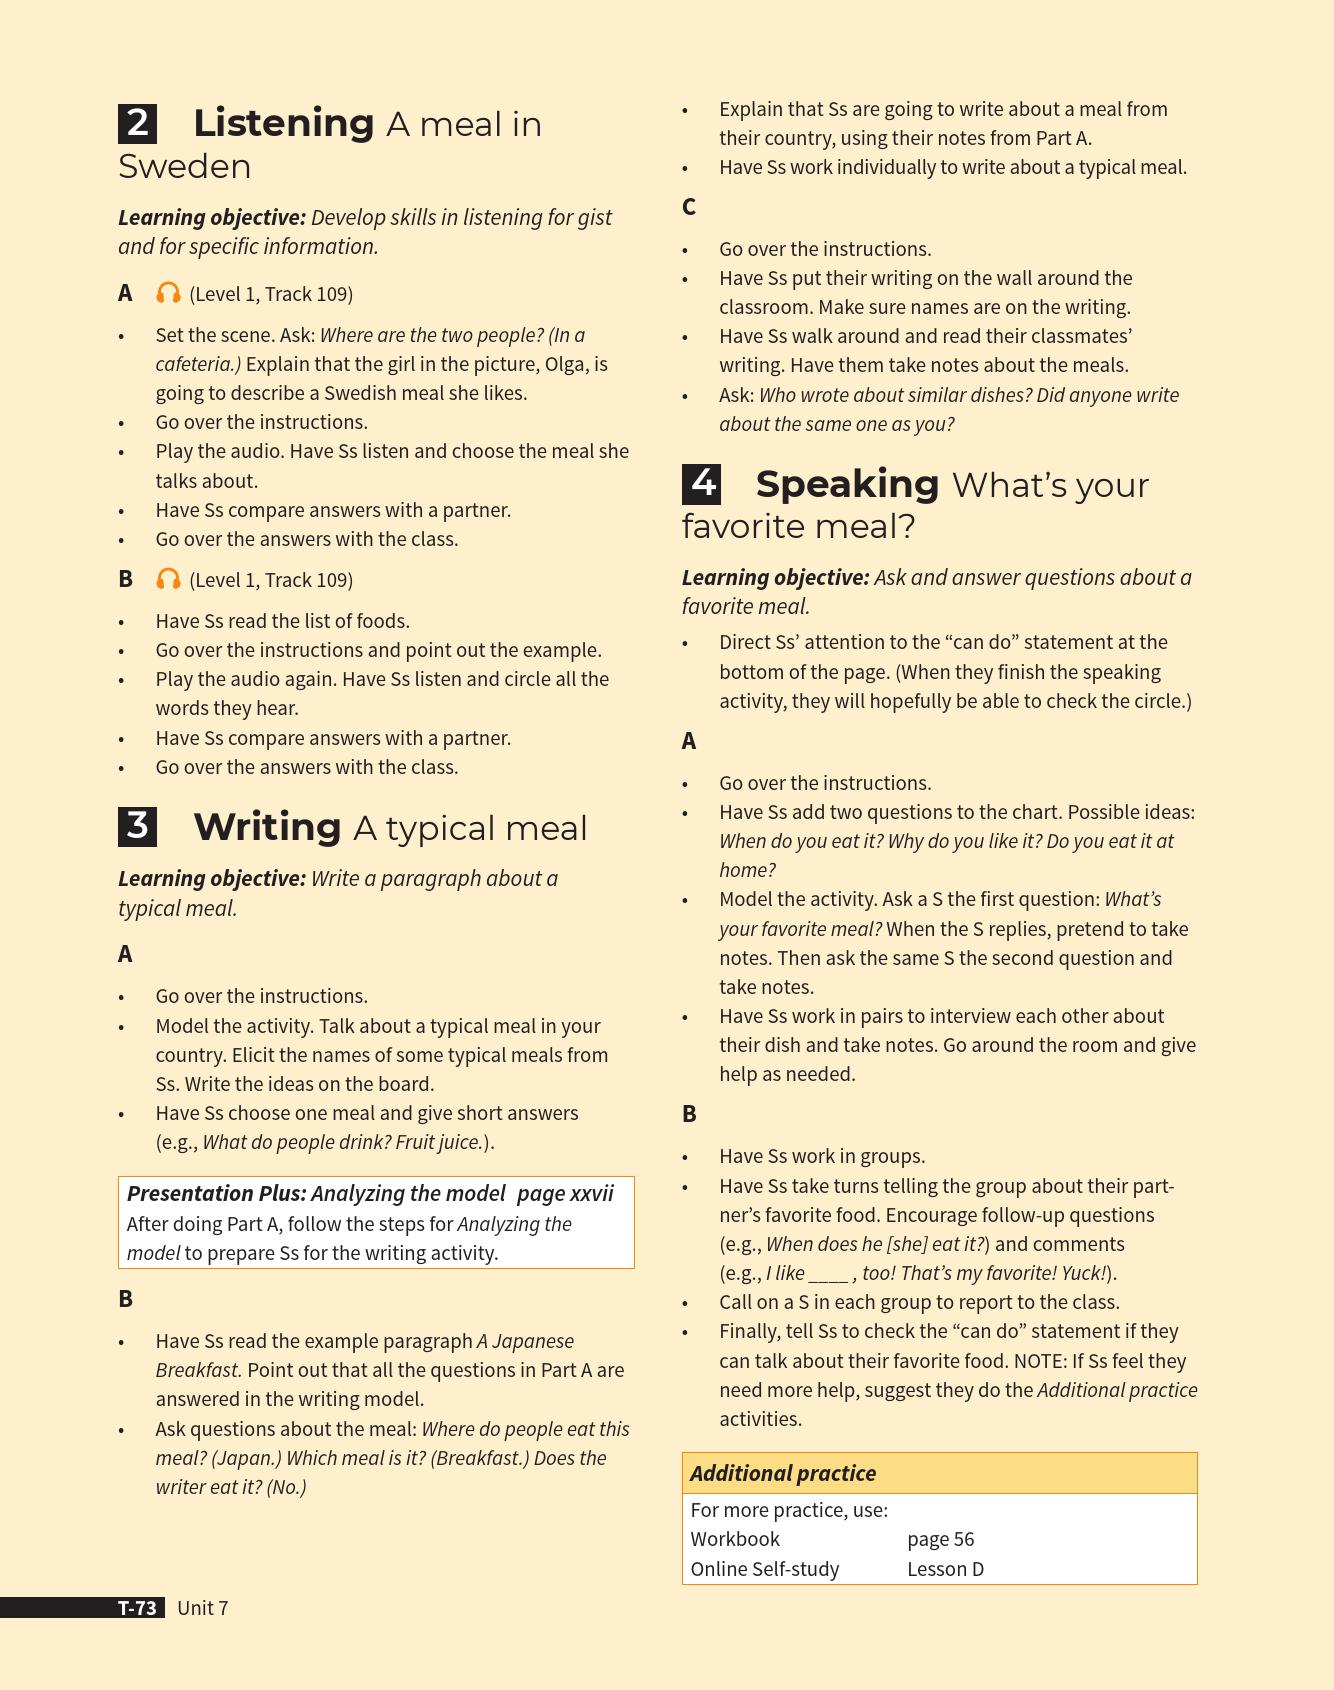 2 Listening A meal in
Sweden
Learning objective: Develop skills in listening for gist
and for specific information.
A (Level 1, Track 109)
• Set the scene. Ask: Where are the two people? (In a
cafeteria.) Explain that the girl in the picture, Olga, is
going to describe a Swedish meal she likes.
• Go over the instructions.
• Play the audio. Have Ss listen and choose the meal she
talks about.
• Have Ss compare answers with a partner.
• Go over the answers with the class.
B (Level 1, Track 109)
• Have Ss read the list of foods.
• Go over the instructions and point out the example.
• Play the audio again. Have Ss listen and circle all the
words they hear.
• Have Ss compare answers with a partner.
• Go over the answers with the class.
3 Writing A typical meal
Learning objective: Write a paragraph about a
typical meal.
A
• Go over the instructions.
• Model the activity. Talk about a typical meal in your
country. Elicit the names of some typical meals from
Ss. Write the ideas on the board.
• Have Ss choose one meal and give short answers
(e.g., What do people drink? Fruit juice.).
Presentation Plus: Analyzing the model page xxvii
After doing Part A, follow the steps for Analyzing the
model to prepare Ss for the writing activity.
B
• Have Ss read the example paragraph A Japanese
Breakfast. Point out that all the questions in Part A are
answered in the writing model.
• Ask questions about the meal: Where do people eat this
meal? (Japan.) Which meal is it? (Breakfast.) Does the
writer eat it? (No.)
• Explain that Ss are going to write about a meal from
their country, using their notes from Part A.
• Have Ss work individually to write about a typical meal.
C
• Go over the instructions.
• Have Ss put their writing on the wall around the
classroom. Make sure names are on the writing.
• Have Ss walk around and read their classmates’
writing. Have them take notes about the meals.
• Ask: Who wrote about similar dishes? Did anyone write
about the same one as you?
4 Speaking What’s your
favorite meal?
Learning objective: Ask and answer questions about a
favorite meal.
• Direct Ss’ attention to the “can do” statement at the
bottom of the page. (When they finish the speaking
activity, they will hopefully be able to check the circle.)
A
• Go over the instructions.
• Have Ss add two questions to the chart. Possible ideas:
When do you eat it? Why do you like it? Do you eat it at
home?
• Model the activity. Ask a S the first question: What’s
your favorite meal? When the S replies, pretend to take
notes. Then ask the same S the second question and
take notes.
• Have Ss work in pairs to interview each other about
their dish and take notes. Go around the room and give
help as needed.
B
• Have Ss work in groups.
• Have Ss take turns telling the group about their part-
ner’s favorite food. Encourage follow-up questions
(e.g., When does he [she] eat it?) and comments
(e.g., I like ____ , too! That’s my favorite! Yuck!).
• Call on a S in each group to report to the class.
• Finally, tell Ss to check the “can do” statement if they
can talk about their favorite food. NOTE: If Ss feel they
need more help, suggest they do the Additional practice
activities.
Additional practice
For more practice, use:
Workbook page 56
Online Self-study Lesson D
T-73 Unit 7